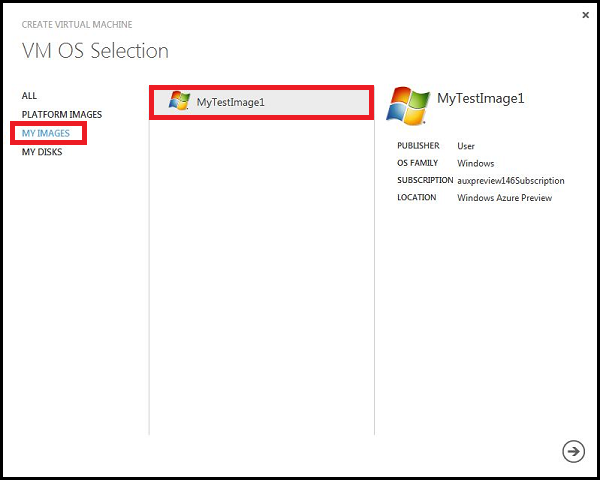 CREATE VIRTUAL MACHINE
VM OS Selection
ALL
PLATFORM IMAGES
MY IMAGES
MY DISKS
MyTestImage1
MyTestImage1
PUBLISHER User
OS FAMILY Windows
SUBSCRIPTION auxpreview146Subscription
LOCATION Windows Azure Preview